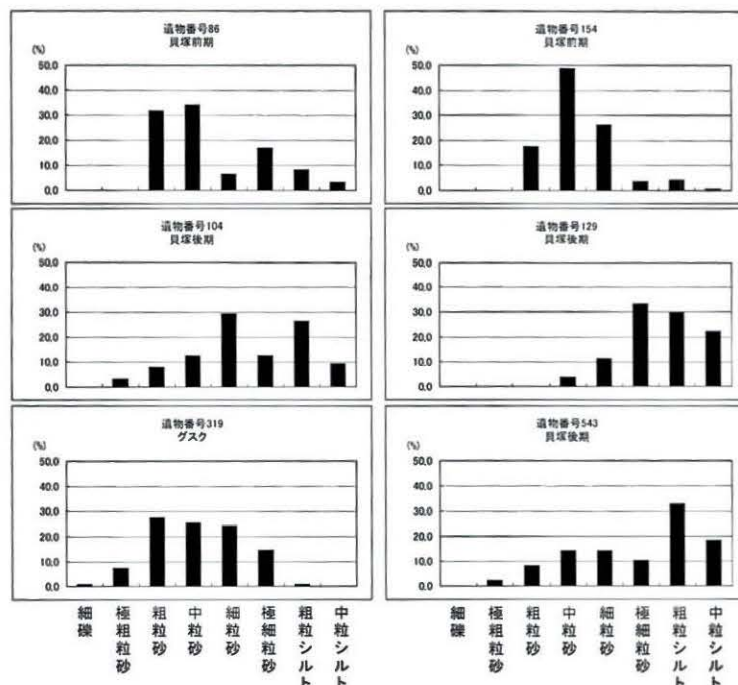 遺物番号86
貝塚前期
(%)
50.0
40.0
30.0
20.0
10.0
0.0
遺物番号154
貝塚前期
(%)
50.0
40.0
30.0
20.0
10.0
0.0
遺物番号104
貝塚後期
(%)
50.0
40.0
30.0
20.0
10.0
0.0
遺物番号129
貝塚後期
(%)
50.0
40.0
30.0
20.0
10.0
0.0
遺物番号319
グスク
(%)
50.0
40.0
30.0
20.0
10.0
0.0
細礫
極粗粒砂
粗粒砂
中粒砂
細粒砂
極細粒砂
粗粒シルト
中粒シルト
遺物番号543
貝塚後期
(%)
50.0
40.0
30.0
20.0
10.0
0.0
細礫
極粗粒砂
粗粒砂
中粒砂
細粒砂
極細粒砂
粗粒シルト
中粒シルト